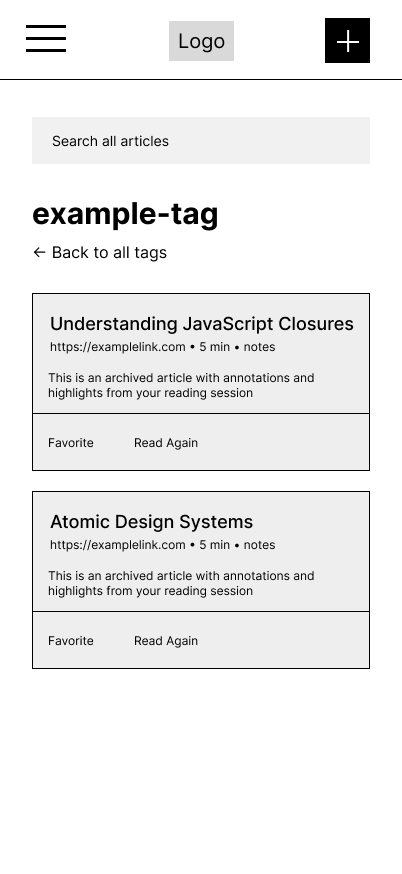 Logo
Search all articles
example-tag
← Back to all tags
Understanding JavaScript Closures
https://examplelink.com • 5 min • notes
This is an archived article with annotations and
highlights from your reading session
Favorite Read Again
Atomic Design Systems
https://examplelink.com • 5 min • notes
This is an archived article with annotations and
highlights from your reading session
Favorite Read Again